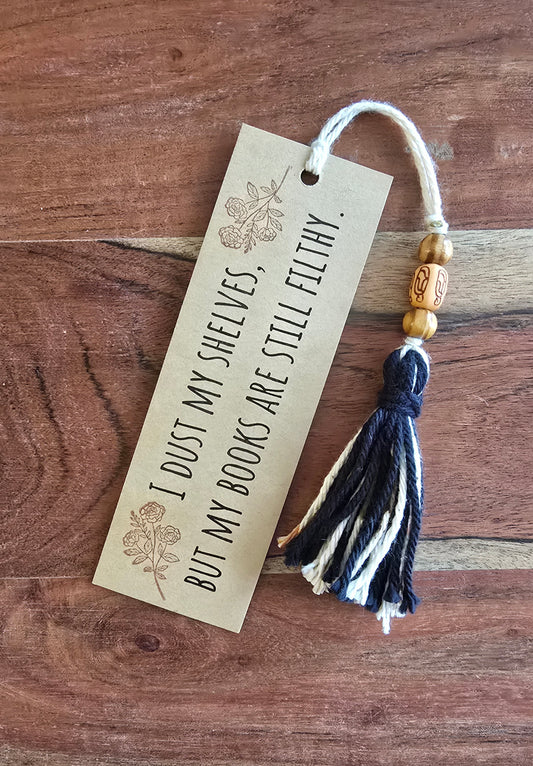 I DUST MY SHELVES,
BUT MY BOOKS ARE STILL FILTHY.